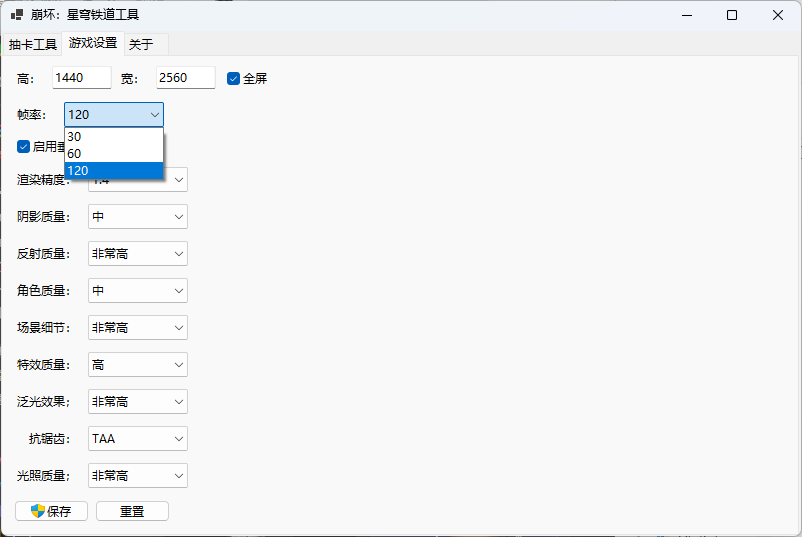 崩坏：星穹铁道工具
抽卡工具 游戏设置 关于
高： 1440 宽： 2560 全屏
帧率： 120
30
启用
60
120
渲染精度： 1.4
阴影质量： 中
反射质量： 非常高
角色质量： 中
场景细节： 非常高
特效质量： 高
泛光效果； 非常高
抗锯齿： TAA
光照质量； 非常高
保存 重置